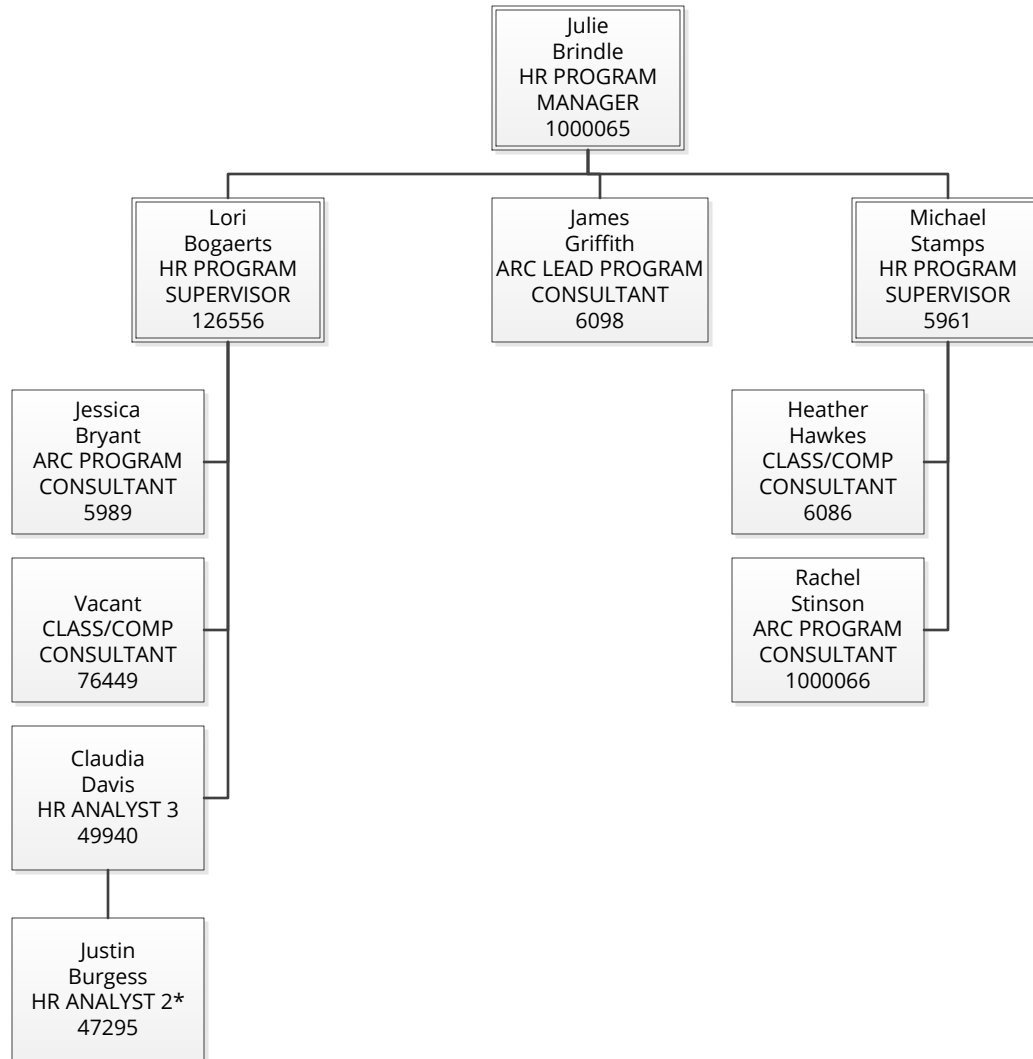 Julie
Brindle
HR PROGRAM
MANAGER
1000065
Lori
Bogaerts
HR PROGRAM
SUPERVISOR
126556
James
Griffith
ARC LEAD PROGRAM
CONSULTANT
6098
Michael
Stamps
HR PROGRAM
SUPERVISOR
5961
Jessica
Bryant
ARC PROGRAM
CONSULTANT
5989
Heather
Hawkes
CLASS/COMP
CONSULTANT
6086
Vacant
CLASS/COMP
CONSULTANT
76449
Rachel
Stinson
ARC PROGRAM
CONSULTANT
1000066
Claudia
Davis
HR ANALYST 3
49940
Justin
Burgess
HR ANALYST 2*
47295